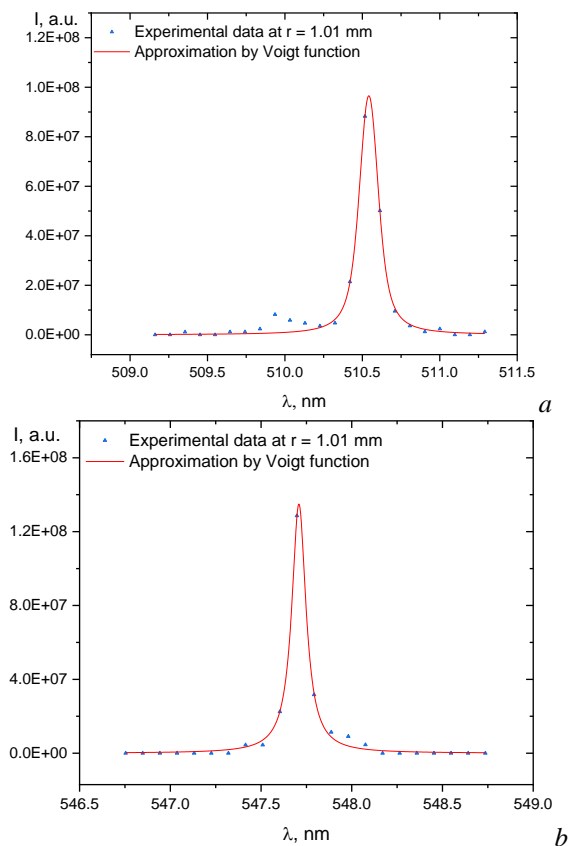 I, a.u.
Experimental data at r = 1.01 mm
Approximation by Voigt function
1.2E+08
1.0E+08
8.0E+07
6.0E+07
4.0E+07
2.0E+07
0.0E+00
509.0 509.5 510.0 510.5 511.0 511.5
λ, nm
a
I, a.u.
Experimental data at r = 1.01 mm
Approximation by Voigt function
1.6E+08
1.2E+08
8.0E+07
4.0E+07
0.0E+00
546.5 547.0 547.5 548.0 548.5 549.0
λ, nm
b